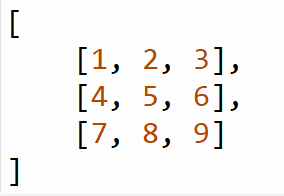 [
    [1, 2, 3],
    [4, 5, 6],
    [7, 8, 9]
]